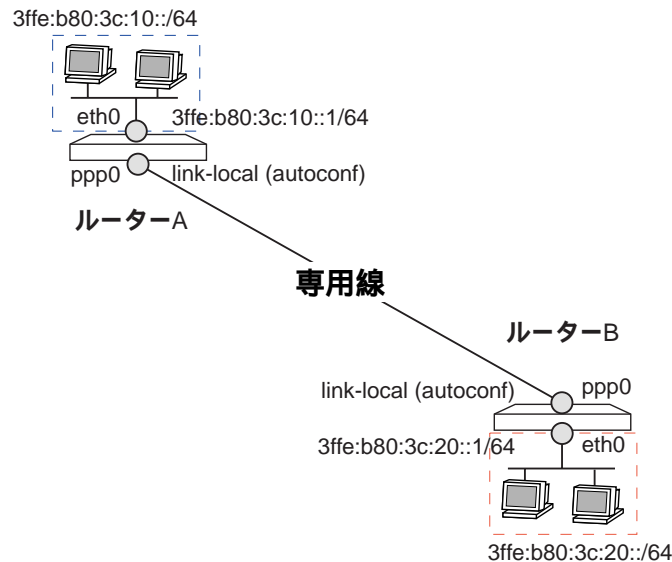 3ffe:b80:3c:10::/64
eth0
3ffe:b80:3c:10::1/64
ppp0
link-local (autoconf)
ルーターA
専用線
ルーターB
link-local (autoconf)
ppp0
3ffe:b80:3c:20::1/64
eth0
3ffe:b80:3c:20::/64